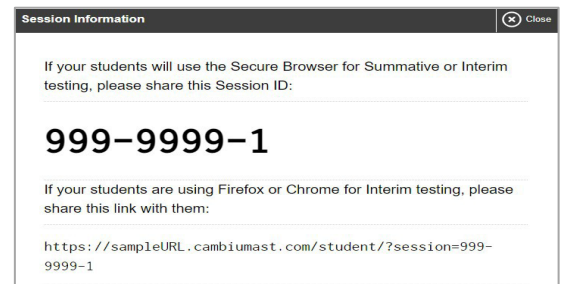 Session Information
Close
If your students will use the Secure Browser for Summative or Interim
testing, please share this Session ID:
999-9999-1
If your students are using Firefox or Chrome for Interim testing, please
share this link with them:
https://sampleURL.cambiumast.com/student/?session=999-
9999-1